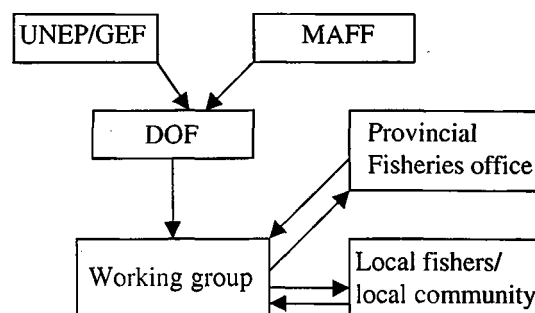 UNEP/GEF
MAFF
DOF
Provincial
Fisheries office
Working group
Local fishers/
local community